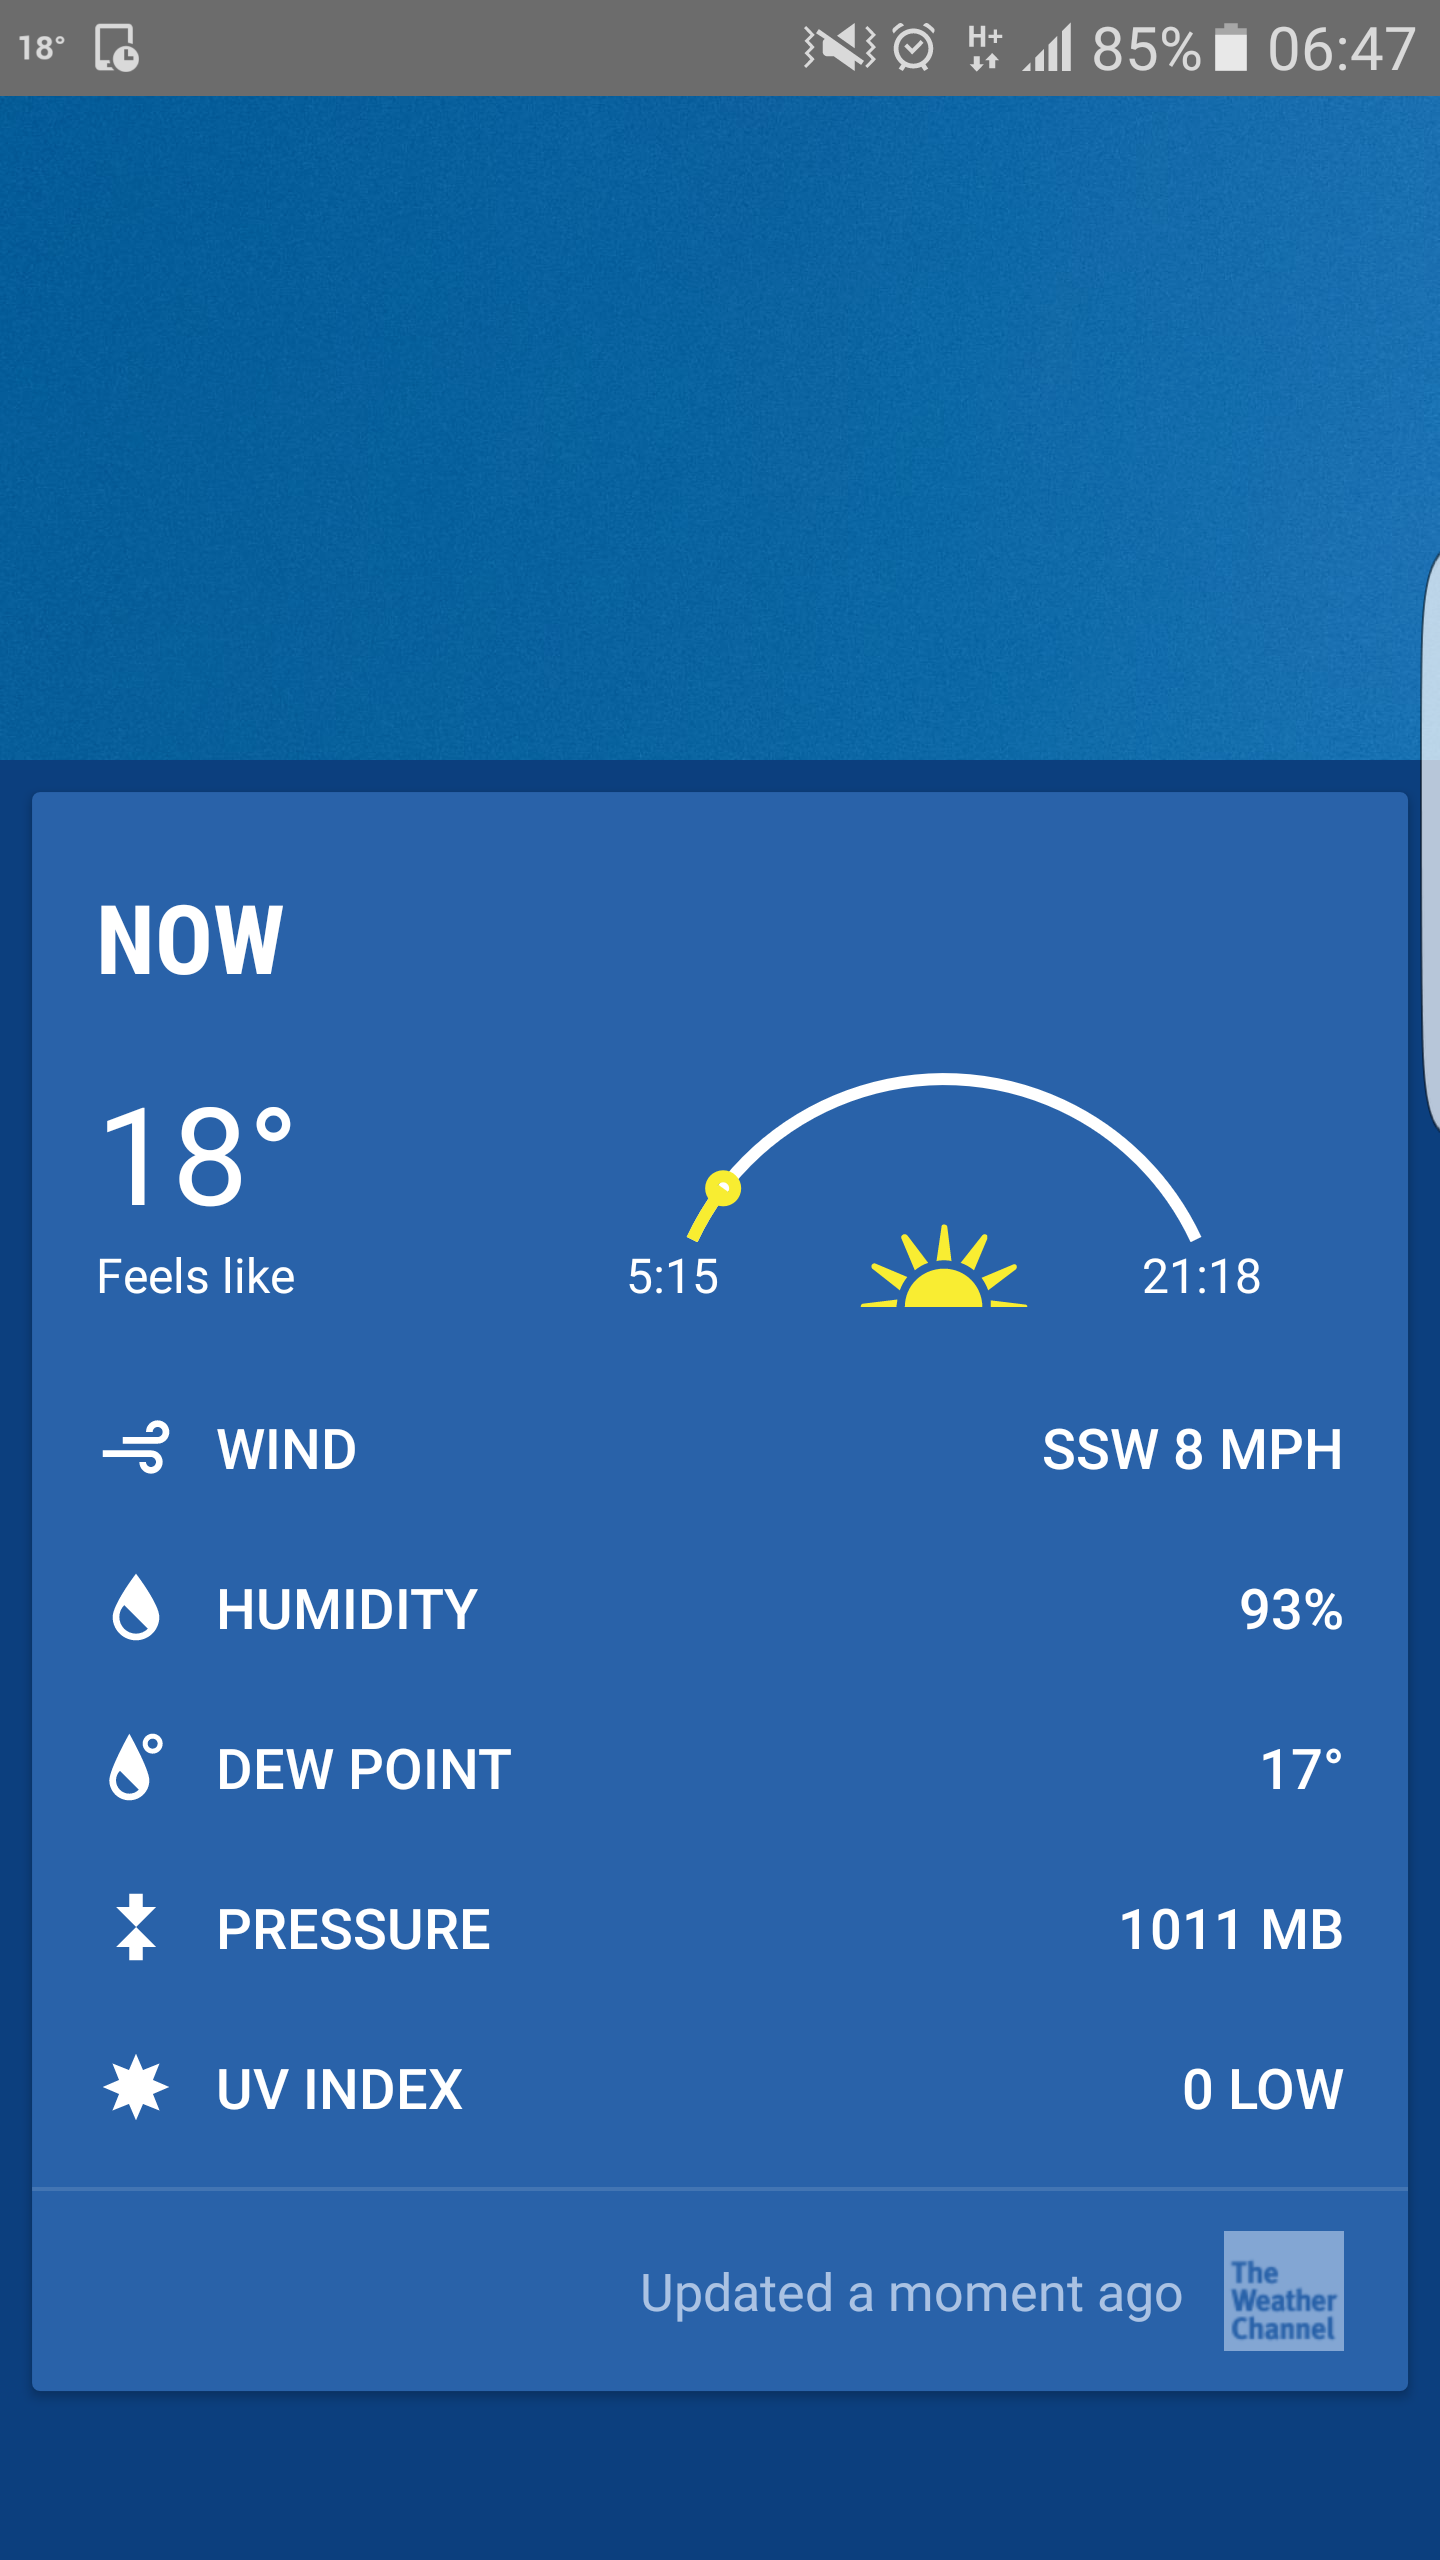 18° H+ 85% 06:47
NOW
18°
Feels like
5:15 21:18
WIND SSW 8 MPH
HUMIDITY 93%
DEW POINT 17°
PRESSURE 1011 MB
UV INDEX 0 LOW
Updated a moment ago
The
Weather
Channel